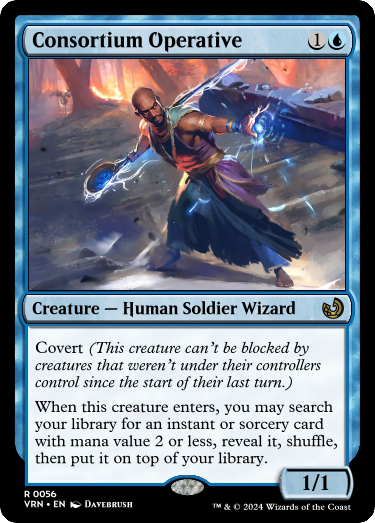 Consortium Operative 1
Creature — Human Soldier Wizard
Covert (This creature can't be blocked by
creatures that weren't under their controllers
control since the start of their last turn.)
When this creature enters, you may search
your library for an instant or sorcery card
with mana value 2 or less, reveal it, shuffle,
then put it on top of your library.
1/1
R 0056
VRN • EN DAVEBRUSH
™ & © 2024 Wizards of the Coast